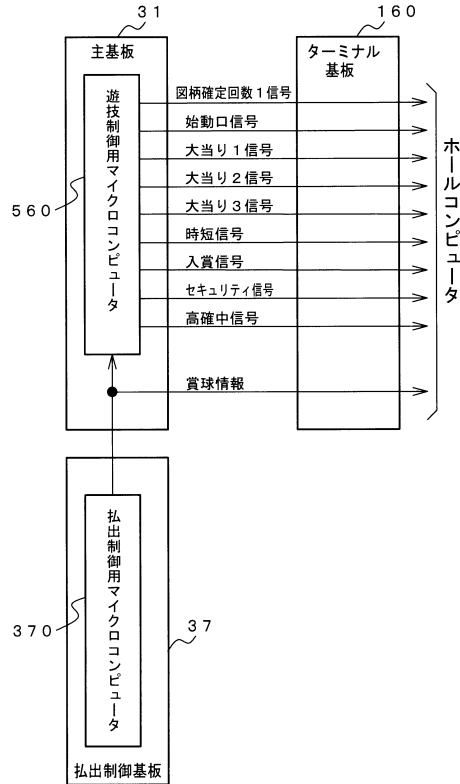 31
160
主基板
ターミナル
基板
遊技制御用マイクロコンピュータ
560
図柄確定回数1信号
始動口信号
大当り1信号
大当り2信号
大当り3信号
時短信号
入賞信号
セキュリティ信号
高確中信号
賞球情報
ホールコンピュータ
払出制御用マイクロコンピュータ
370
37
払出制御基板